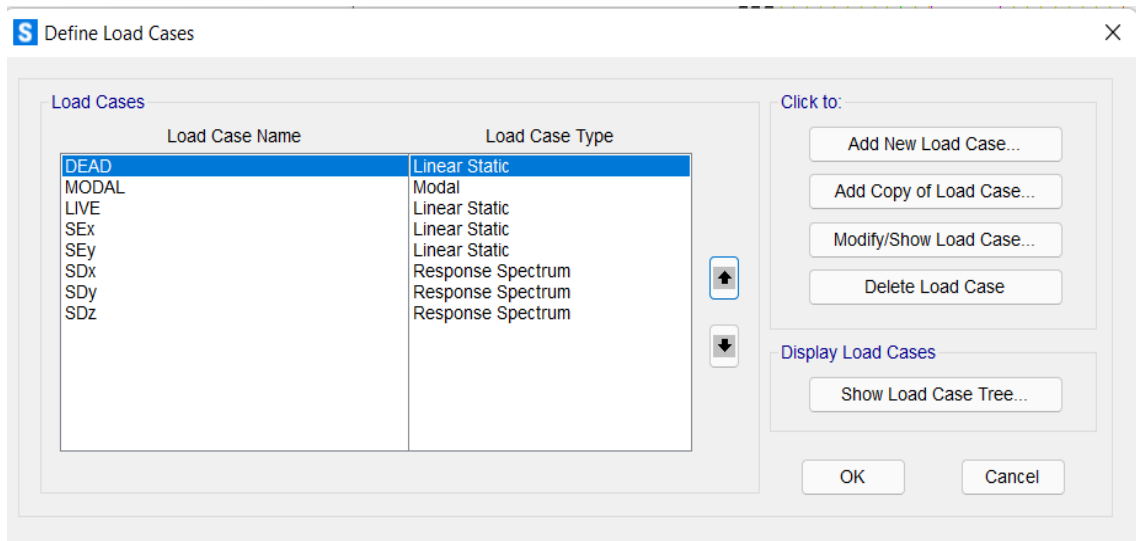 S Define Load Cases
Load Cases
Load Case Name Load Case Type
DEAD Linear Static
MODAL Modal
LIVE Linear Static
SEx Linear Static
SEy Linear Static
SDx Response Spectrum
SDy Response Spectrum
SDz Response Spectrum
Click to:
Add New Load Case...
Add Copy of Load Case...
Modify/Show Load Case...
Delete Load Case
Display Load Cases
Show Load Case Tree...
OK Cancel